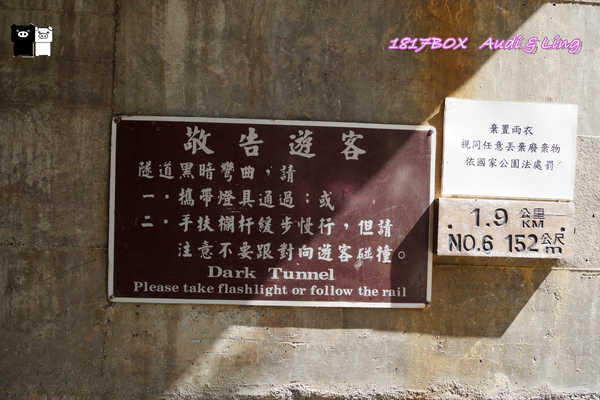 1817BOX Audi & Ling
敬告遊客
隧道黑暗彎曲，請
一．攜帶燈具通過；或
二．手扶欄杆緩步慢行，但請
注意不要跟對向遊客碰撞。
Dark Tunnel
Please take flashlight or follow the rail
棄置雨衣
視同任意丟棄廢棄物
依國家公園法處罰
1.9 公里 KM
NO.6 152 公尺 m